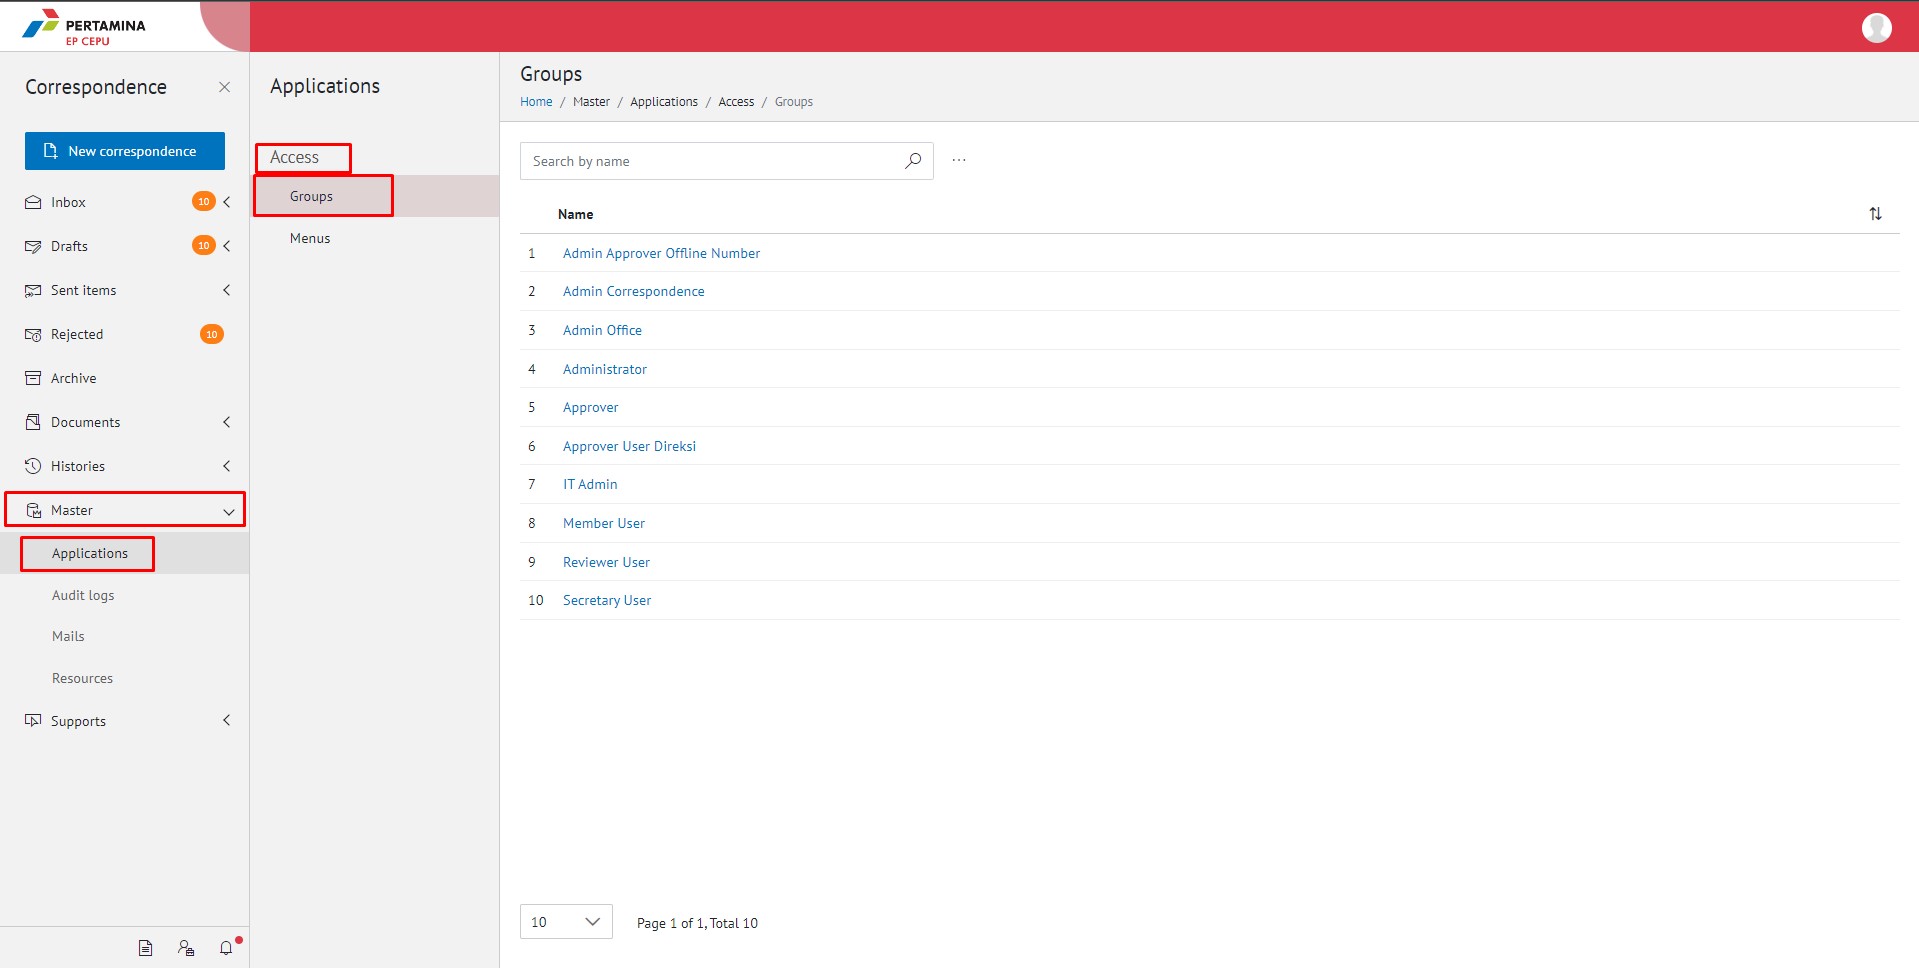 PERTAMINA
EP CEPU
Correspondence
New correspondence
Inbox 10
Drafts 10
Sent items
Rejected 10
Archive
Documents
Histories
Master
Applications
Audit logs
Mails
Resources
Supports
Applications
Access
Groups
Menus
Groups
Home / Master / Applications / Access / Groups
Search by name ...
Name
1 Admin Approver Offline Number
2 Admin Correspondence
3 Admin Office
4 Administrator
5 Approver
6 Approver User Direksi
7 IT Admin
8 Member User
9 Reviewer User
10 Secretary User
10 Page 1 of 1, Total 10